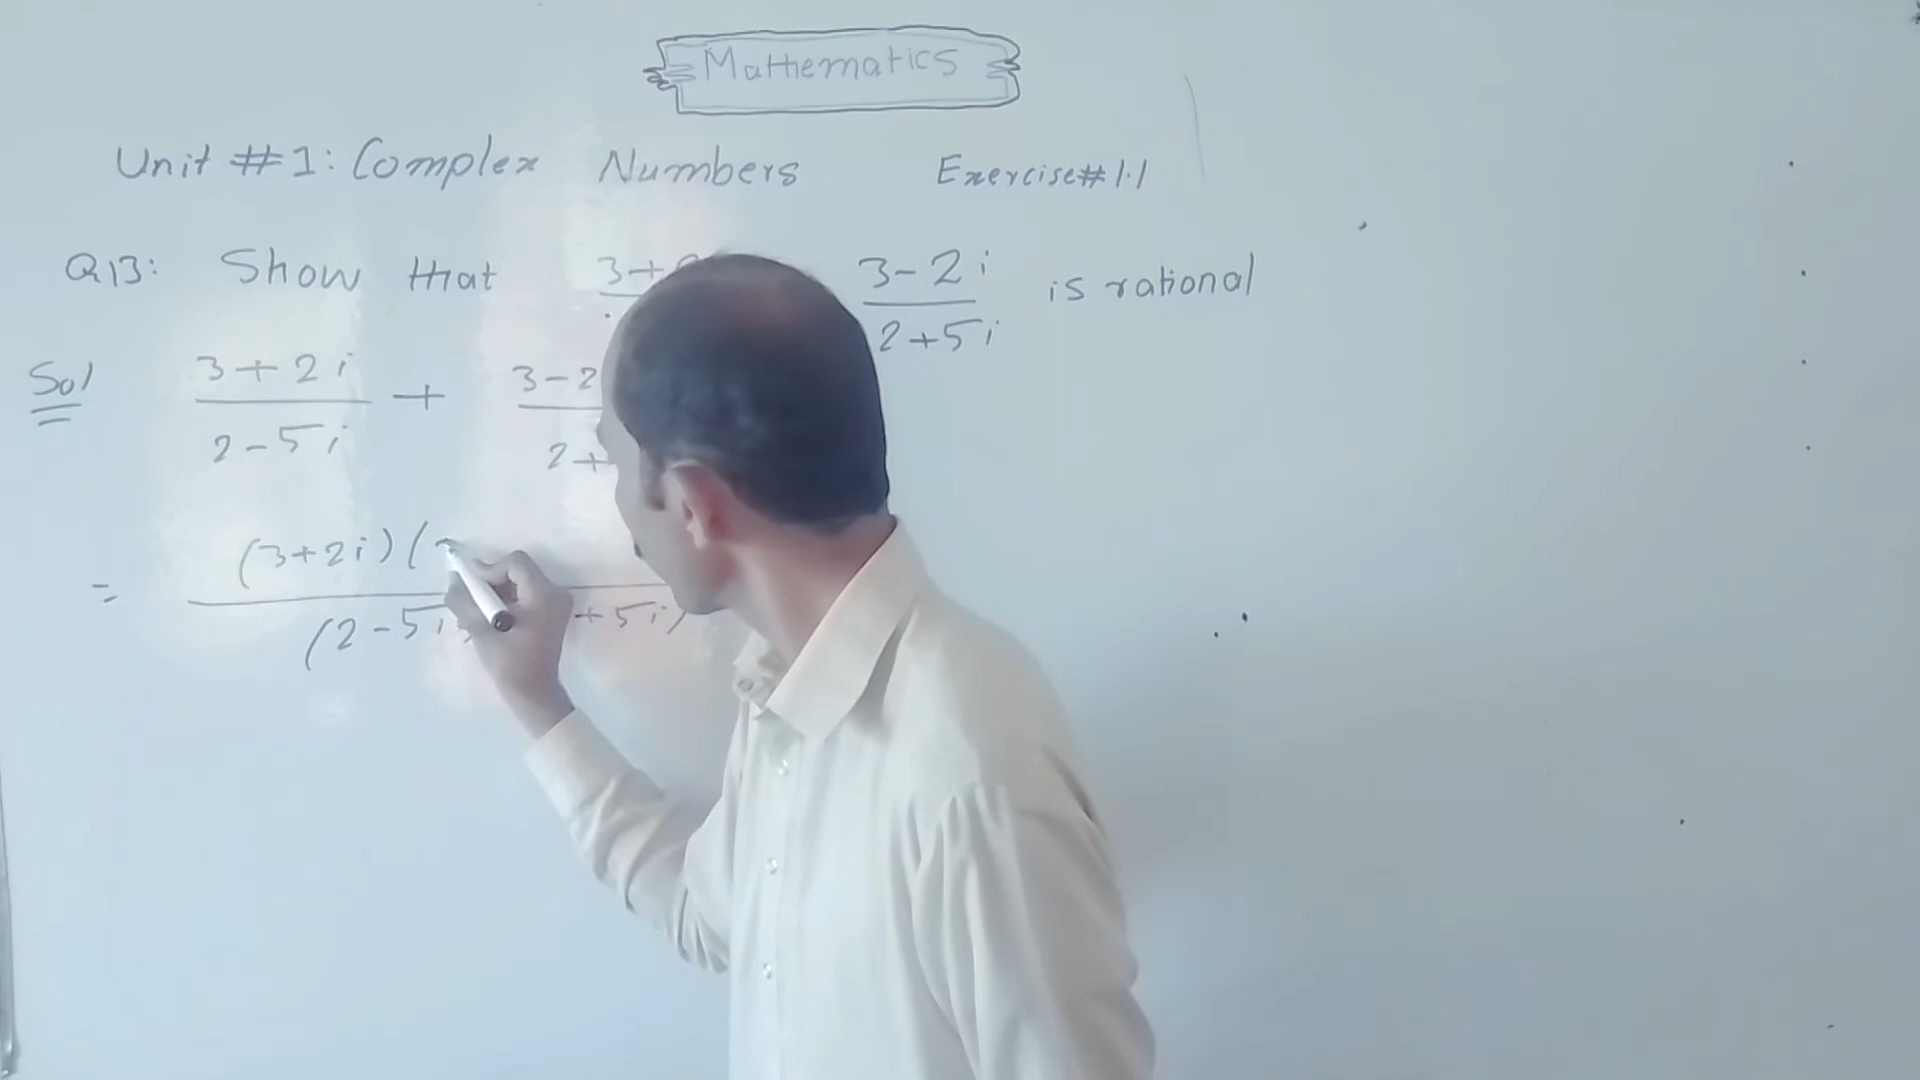 Mathematics
Unit #1: Complex Numbers Exercise#1.1
Q13: Show that 3+ 3-2i is rational
2+5i
Sol 3+2i + 3-2
2-5i 2+
= (3+2i)(
(2-5i +5i)